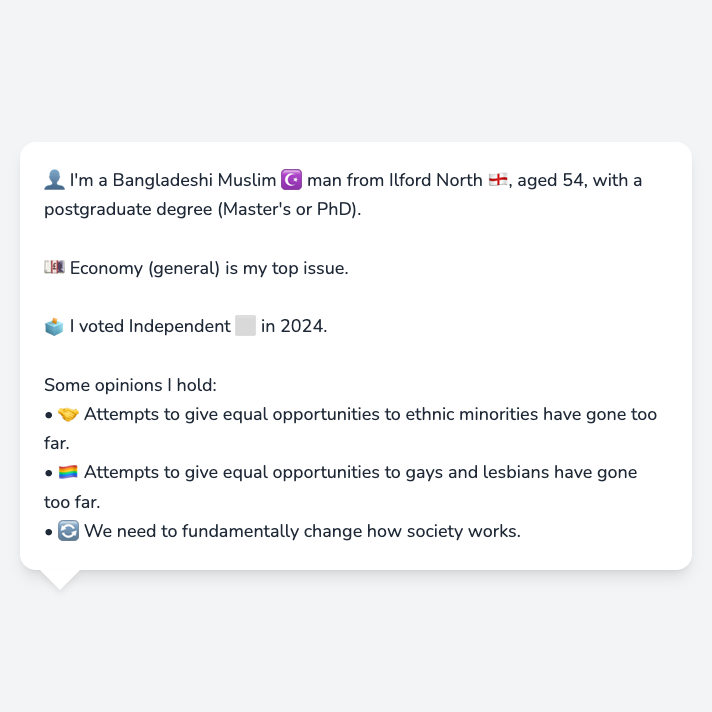 👤 I'm a Bangladeshi Muslim ☪️ man from Ilford North 🏴󠁧󠁢󠁥󠁮󠁧󠁿, aged 54, with a
postgraduate degree (Master's or PhD).
💷 Economy (general) is my top issue.
🗳️ I voted Independent ⬜ in 2024.
Some opinions I hold:
• 🤝 Attempts to give equal opportunities to ethnic minorities have gone too
far.
• 🏳️‍🌈 Attempts to give equal opportunities to gays and lesbians have gone
too far.
• 🔄 We need to fundamentally change how society works.